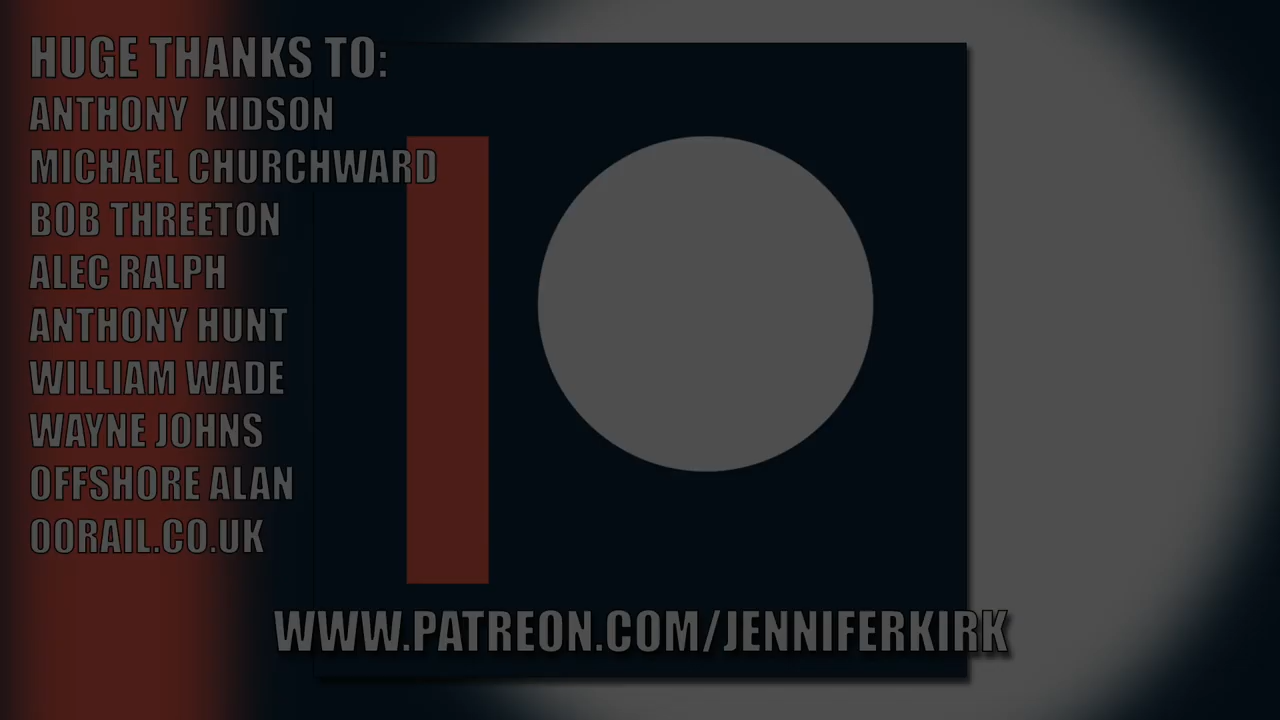 HUGE THANKS TO:
ANTHONY KIDSON
MICHAEL CHURCHWARD
BOB THREETON
ALEC RALPH
ANTHONY HUNT
WILLIAM WADE
WAYNE JOHNS
OFFSHORE ALAN
OORAIL.CO.UK
WWW.PATREON.COM/JENNIFERKIRK